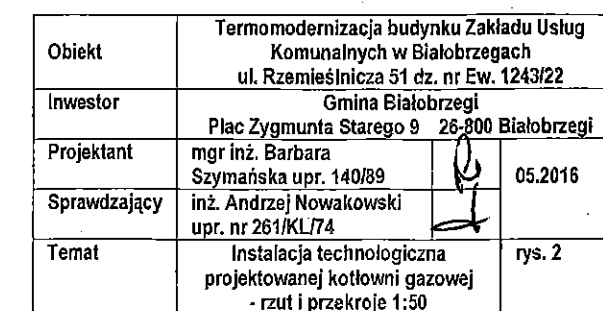 Obiekt
Termomodernizacja budynku Zakładu Usług
Komunalnych w Białobrzegach
ul. Rzemieślnicza 51 dz. nr Ew. 1243/22
Inwestor
Gmina Białobrzegi
Plac Zygmunta Starego 9 26-800 Białobrzegi
Projektant
mgr inż. Barbara
Szymańska upr. 140/89
05.2016
Sprawdzający
inż. Andrzej Nowakowski
upr. nr 261/KL/74
Temat
Instalacja technologiczna
projektowanej kotłowni gazowej
- rzut i przekroje 1:50
rys. 2